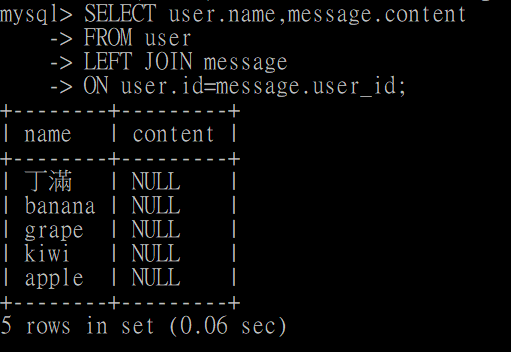 mysql> SELECT user.name,message.content
    -> FROM user
    -> LEFT JOIN message
    -> ON user.id=message.user_id;
+--------+---------+
| name   | content |
+--------+---------+
| 丁滿   | NULL    |
| banana | NULL    |
| grape  | NULL    |
| kiwi   | NULL    |
| apple  | NULL    |
+--------+---------+
5 rows in set (0.06 sec)